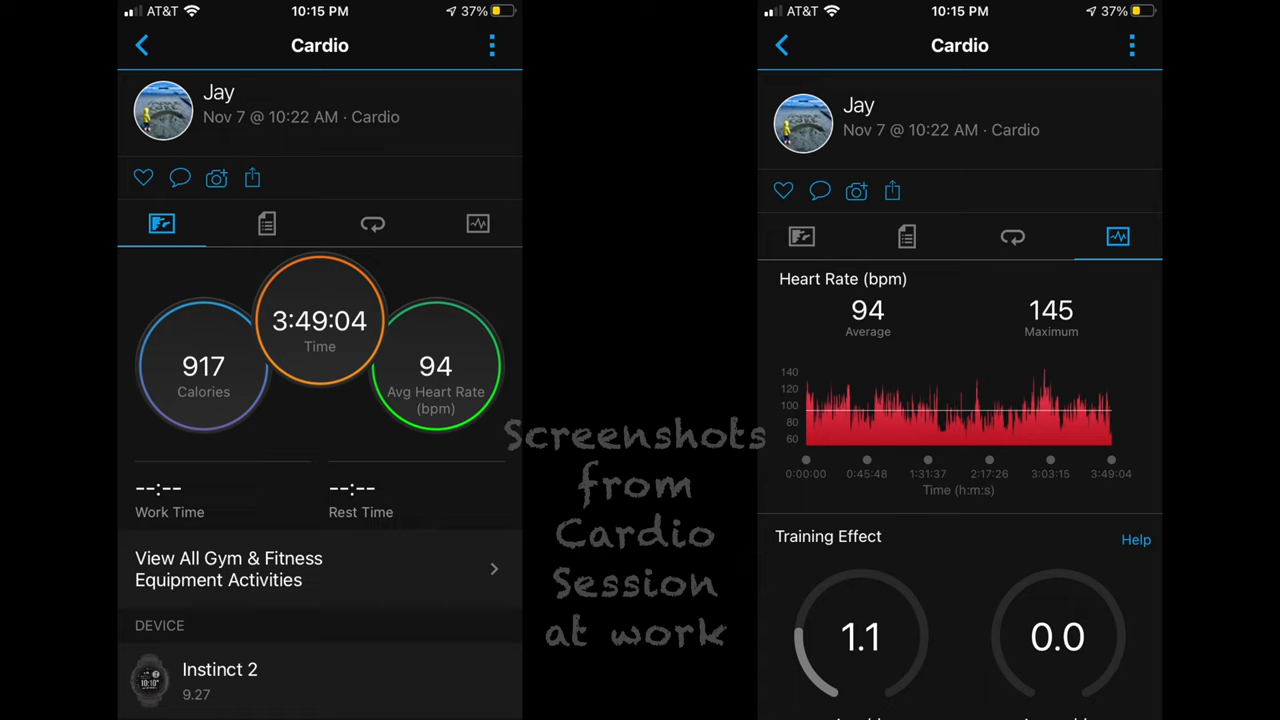 AT&T 10:15 PM 37%
Cardio
Jay
Nov 7 @ 10:22 AM · Cardio
3:49:04
Time
917
Calories
94
Avg Heart Rate
(bpm)
--:--
Work Time
--:--
Rest Time
View All Gym & Fitness
Equipment Activities
DEVICE
Instinct 2
9.27
Screenshots
from
Cardio
Session
at work
AT&T 10:15 PM 37%
Cardio
Jay
Nov 7 @ 10:22 AM · Cardio
Heart Rate (bpm)
94 145
Average Maximum
140
120
100
80
60
0:00:00 0:45:48 1:31:37 2:17:26 3:03:15 3:49:04
Time (h:m:s)
Training Effect Help
1.1 0.0